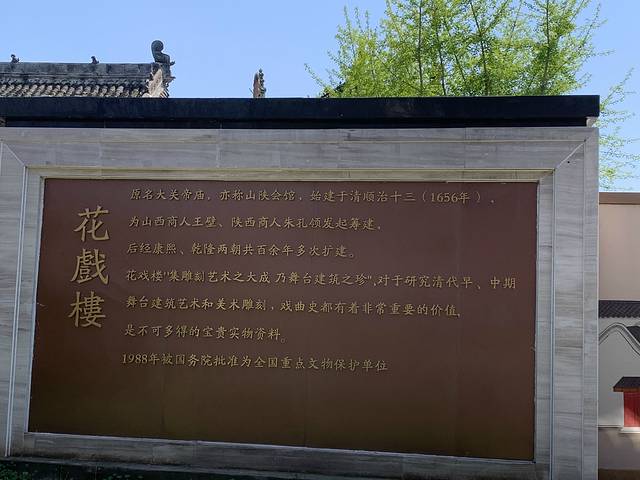 花戲樓
原名大关帝庙，亦称山陕会馆，始建于清顺治十三（1656年），
为山西商人王璧、陕西商人朱孔领发起筹建，
后经康熙、乾隆两朝共百余年多次扩建。
花戏楼"集雕刻艺术之大成 乃舞台建筑之珍"，对于研究清代早、中期
舞台建筑艺术和美术雕刻，戏曲史都有着非常重要的价值，
是不可多得的宝贵实物资料。
1988年被国务院批准为全国重点文物保护单位